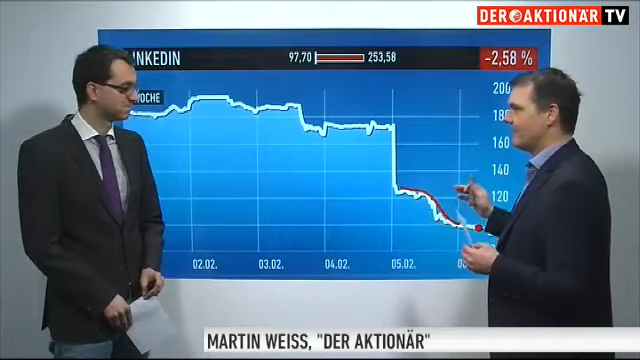 DER AKTIONÄR TV
INKEDIN 97,70 253,58 -2,58 %
WOCHE
200
180
160
140
120
02.02. 03.02. 04.02. 05.02.
MARTIN WEISS, "DER AKTIONÄR"